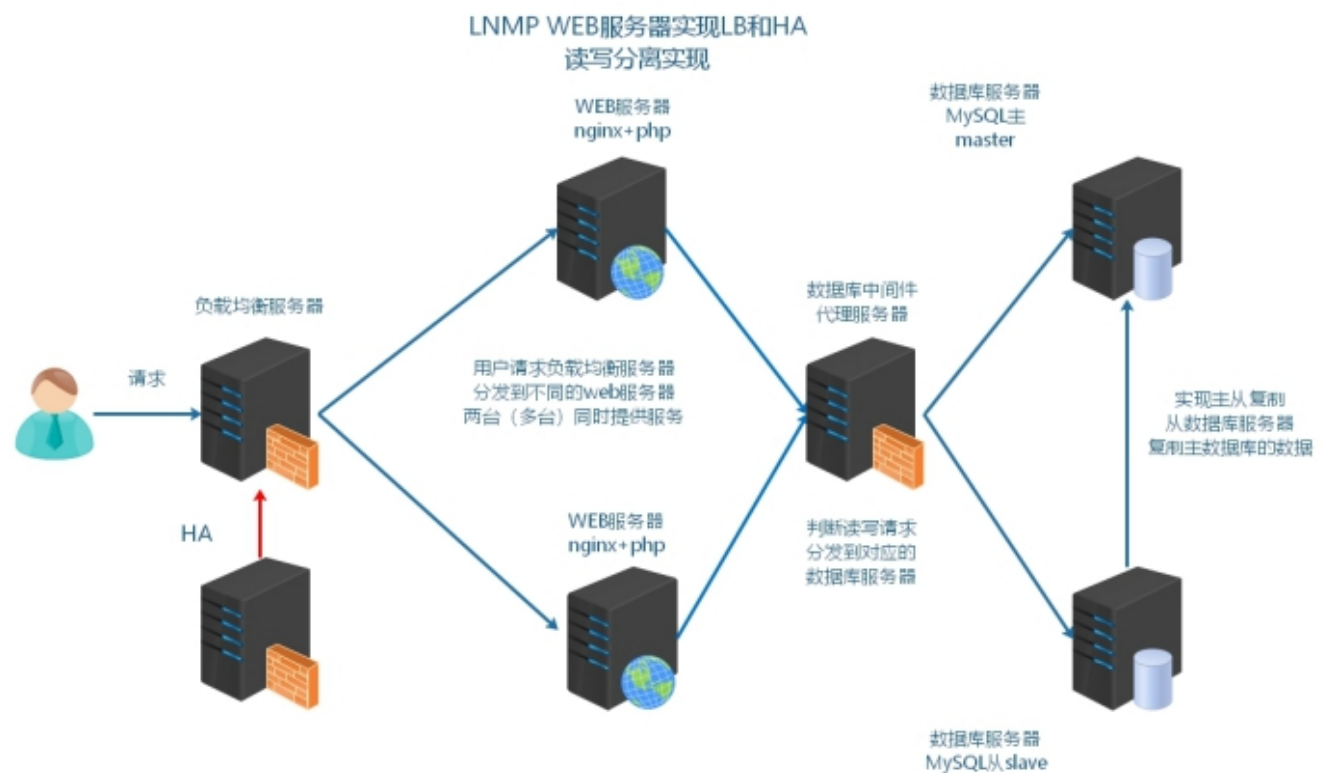 LNMP WEB服务器实现LB和HA
读写分离实现
WEB服务器
nginx+php
数据库服务器
MySQL主
master
负载均衡服务器
数据库中间件
代理服务器
请求
用户请求负载均衡服务器
分发到不同的web服务器
两台（多台）同时提供服务
实现主从复制
从数据库服务器
复制主数据库的数据
HA
WEB服务器
nginx+php
判断读写请求
分发到对应的
数据库服务器
数据库服务器
MySQL从slave